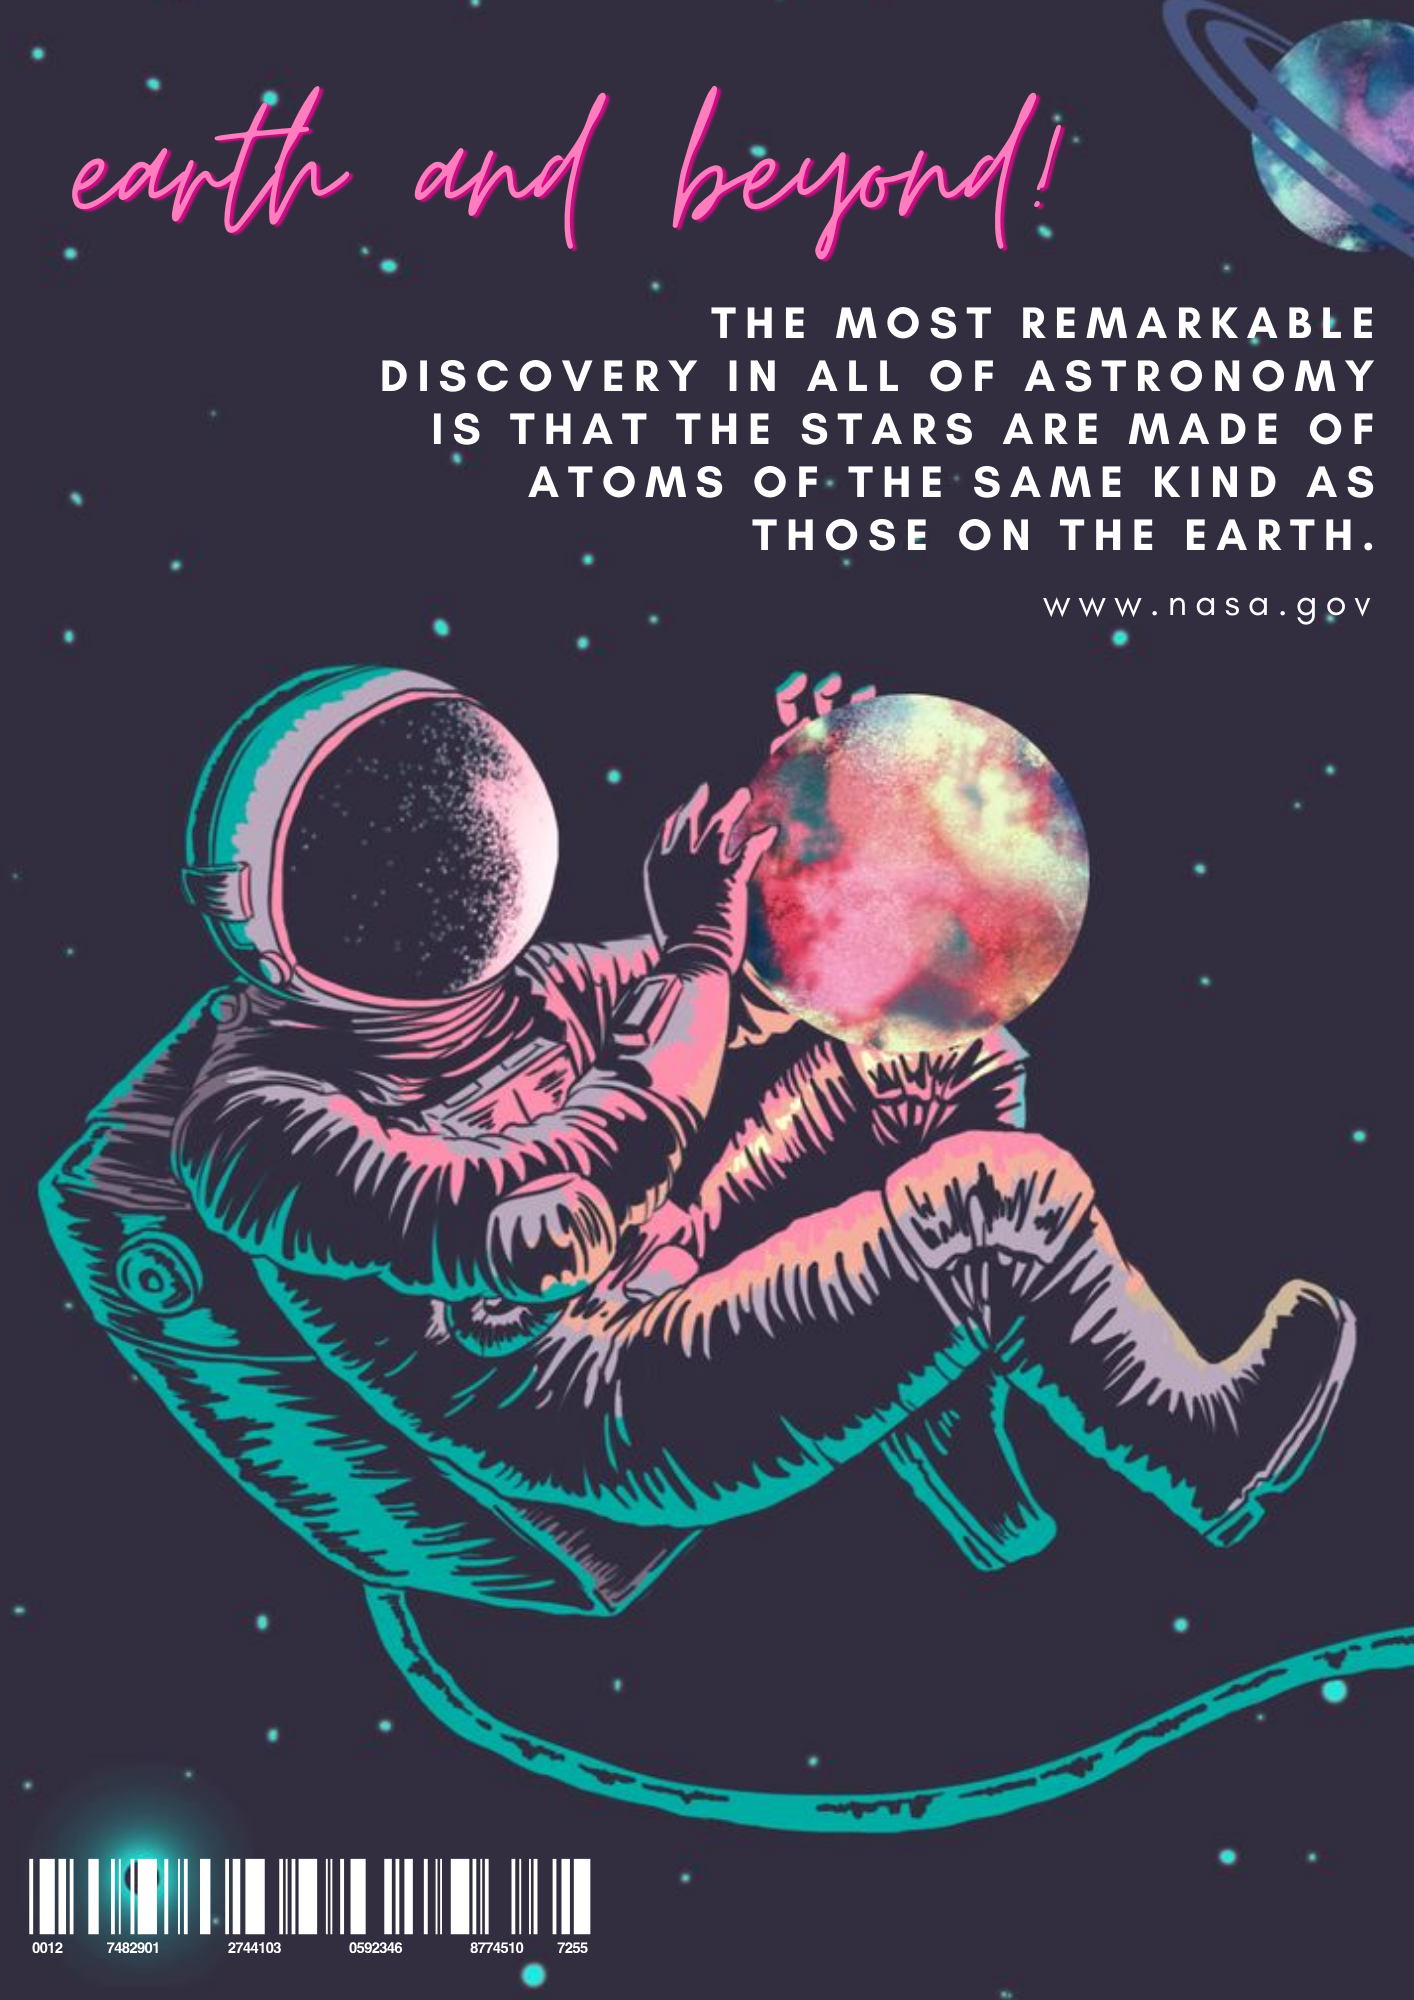 earth and beyond!
THE MOST REMARKABLE
DISCOVERY IN ALL OF ASTRONOMY
IS THAT THE STARS ARE MADE OF
ATOMS OF THE SAME KIND AS
THOSE ON THE EARTH.
www.nasa.gov
0012 7482901 2744103 0592346 8774510 7255